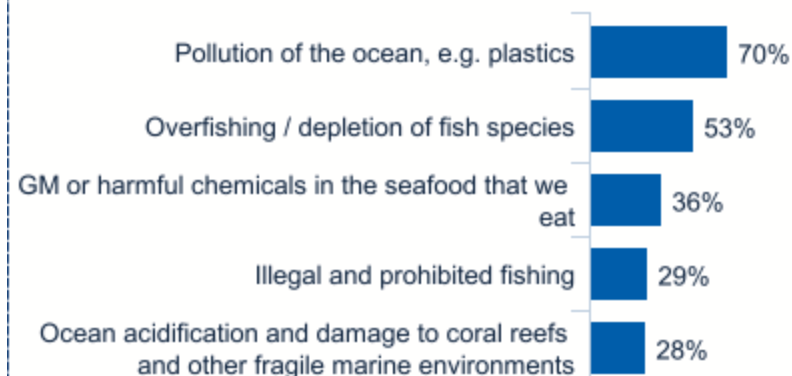 Pollution of the ocean, e.g. plastics 70%
Overfishing / depletion of fish species 53%
GM or harmful chemicals in the seafood that we
eat 36%
Illegal and prohibited fishing 29%
Ocean acidification and damage to coral reefs
and other fragile marine environments 28%